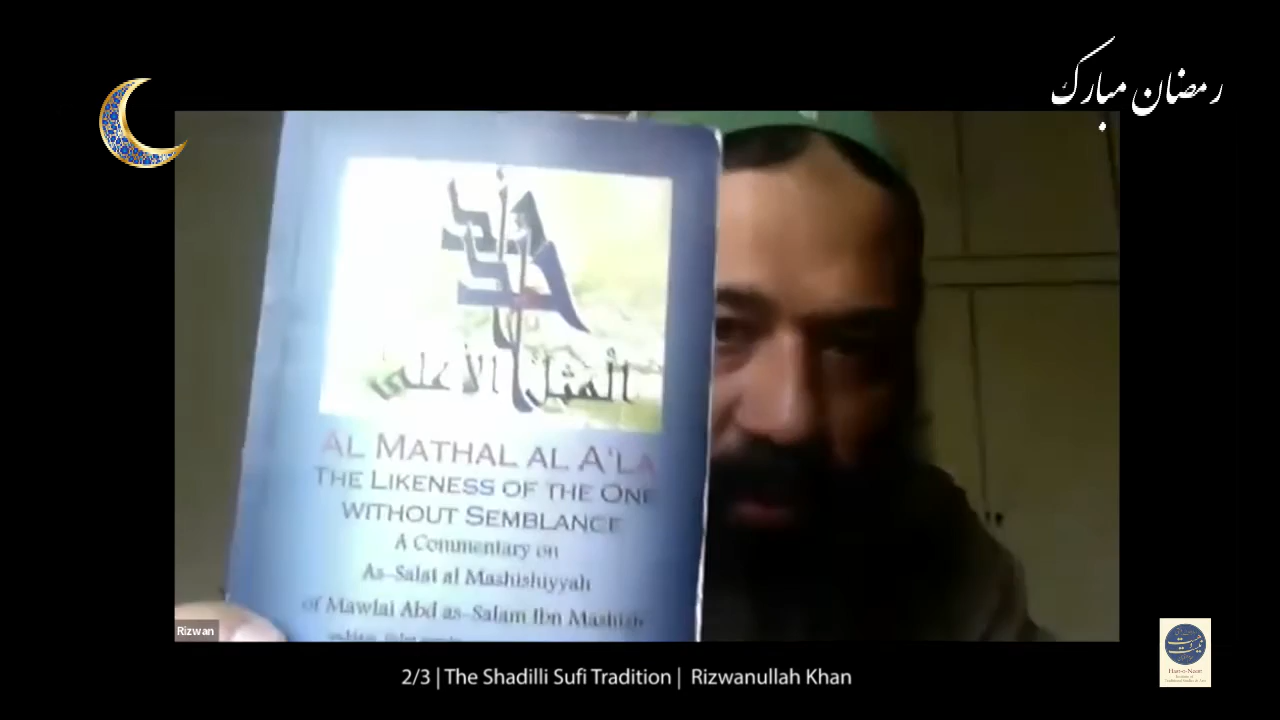 رمضان مبارک
المثل الأعلى
AL MATHAL AL A'LA
THE LIKENESS OF THE ONE
WITHOUT SEMBLANCE
A Commentary on
As-Salat al Mashishiyyah
of Mawlai Abd as-Salam Ibn Mashish
Rizwan
2/3 | The Shadilli Sufi Tradition | Rizwanullah Khan